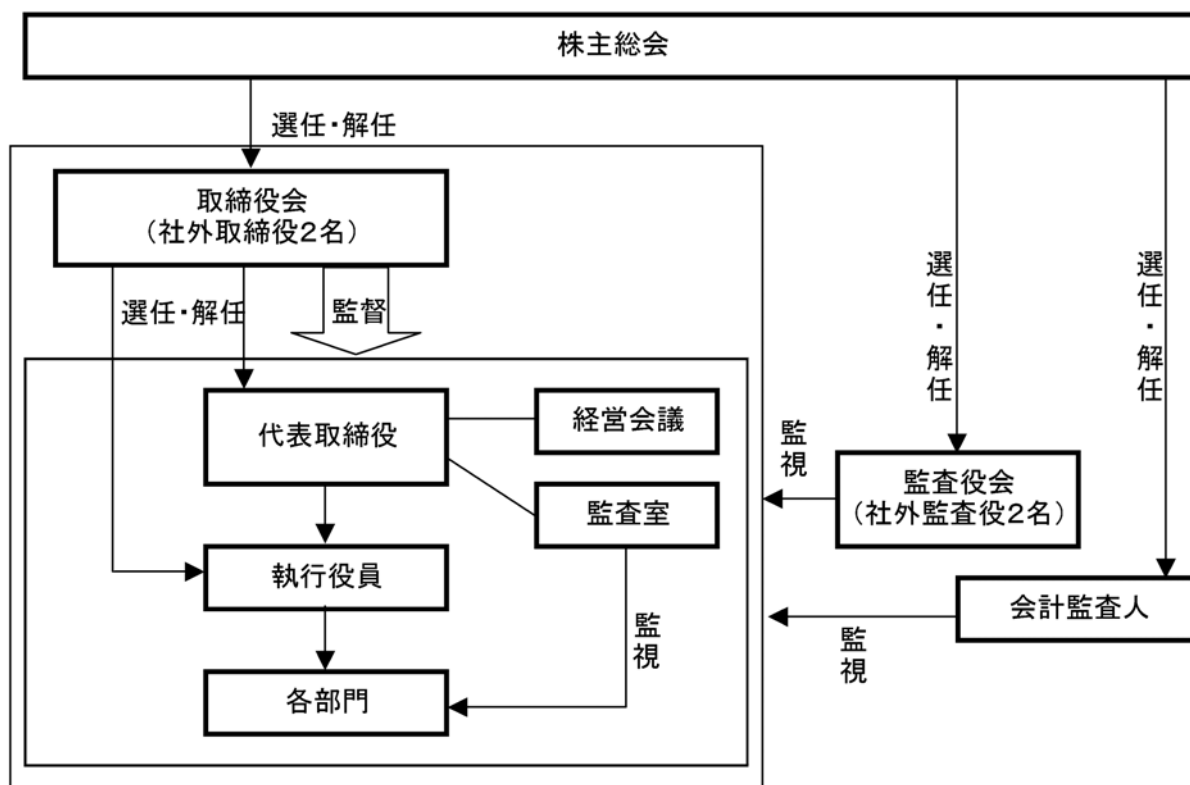 株主総会
選任・解任
取締役会
（社外取締役２名）
選任・解任
監督
選任・解任
選任・解任
代表取締役
経営会議
監視
監査役会
（社外監査役２名）
監査室
執行役員
会計監査人
監視
監視
各部門